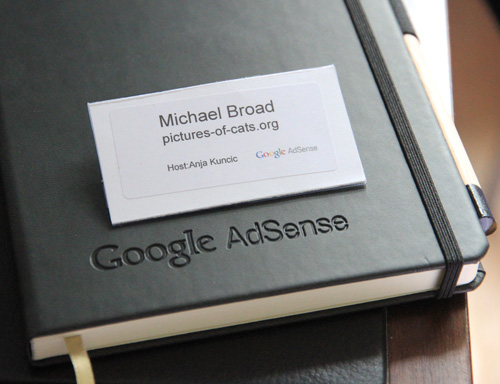 Michael Broad
pictures-of-cats.org
Host:Anja Kuncic
Google AdSense
Google AdSense